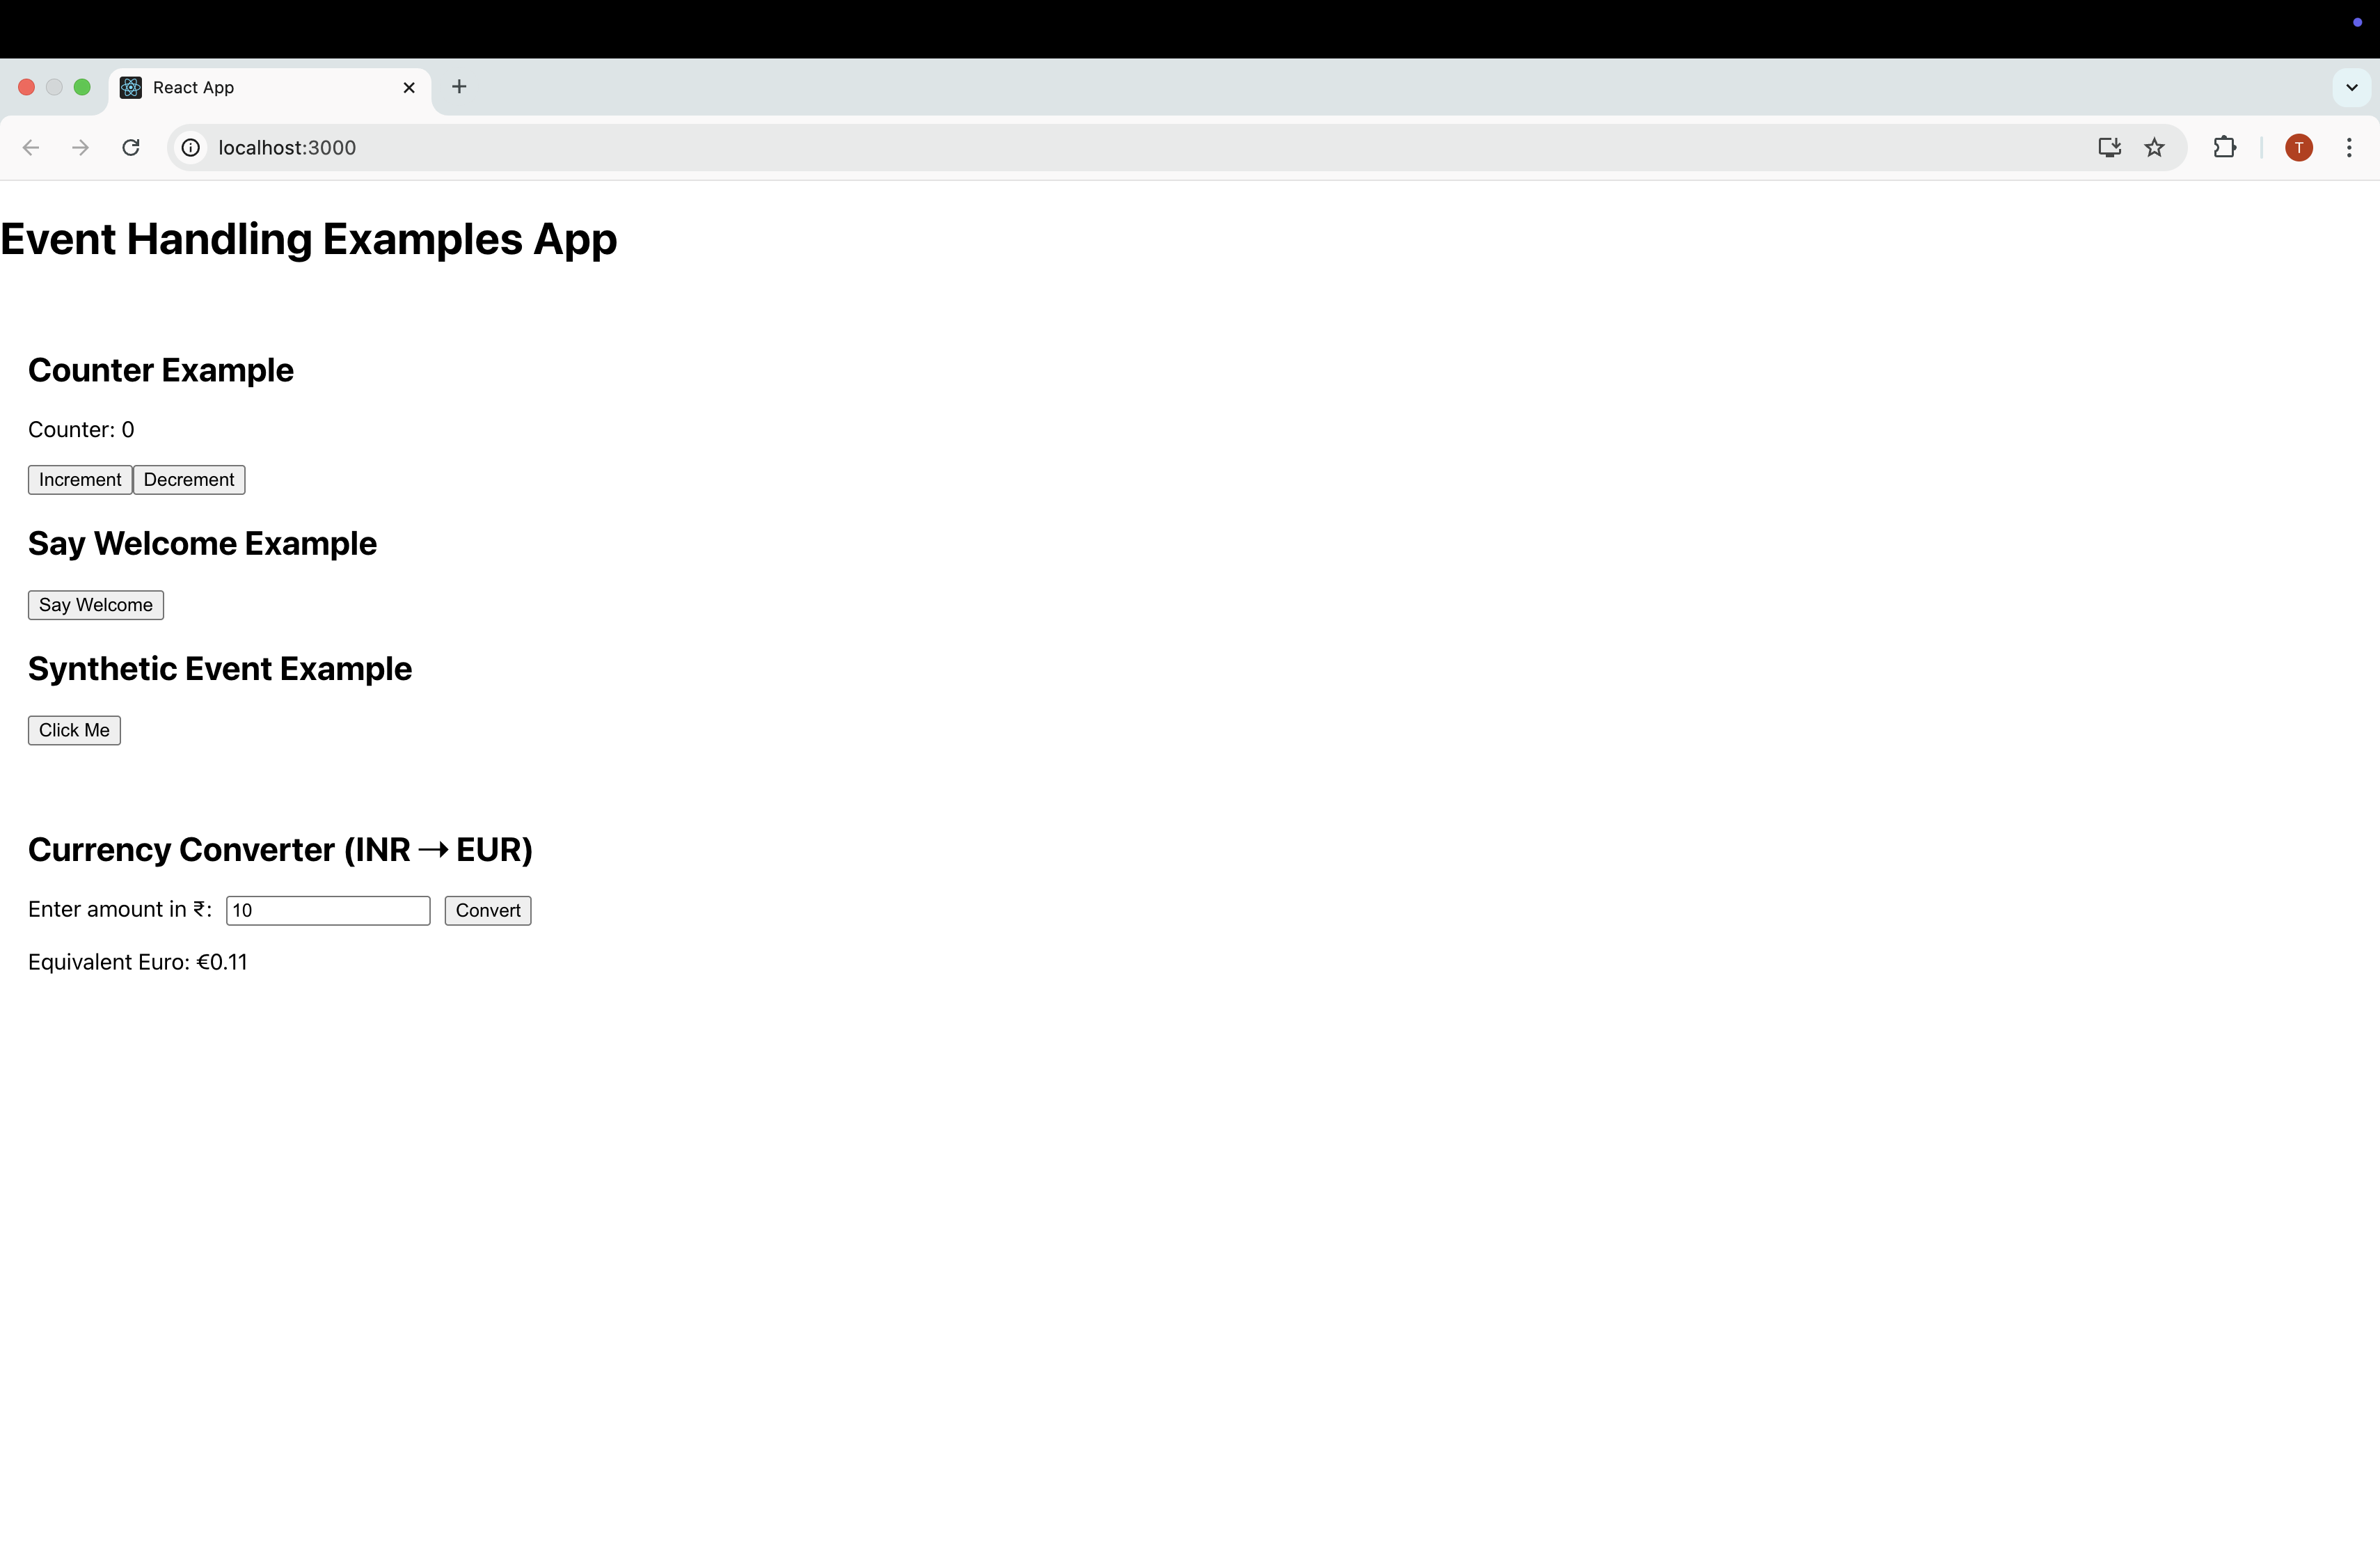 React App
localhost:3000
T
Event Handling Examples App
Counter Example
Counter: 0
Increment Decrement
Say Welcome Example
Say Welcome
Synthetic Event Example
Click Me
Currency Converter (INR → EUR)
Enter amount in ₹: 10 Convert
Equivalent Euro: €0.11